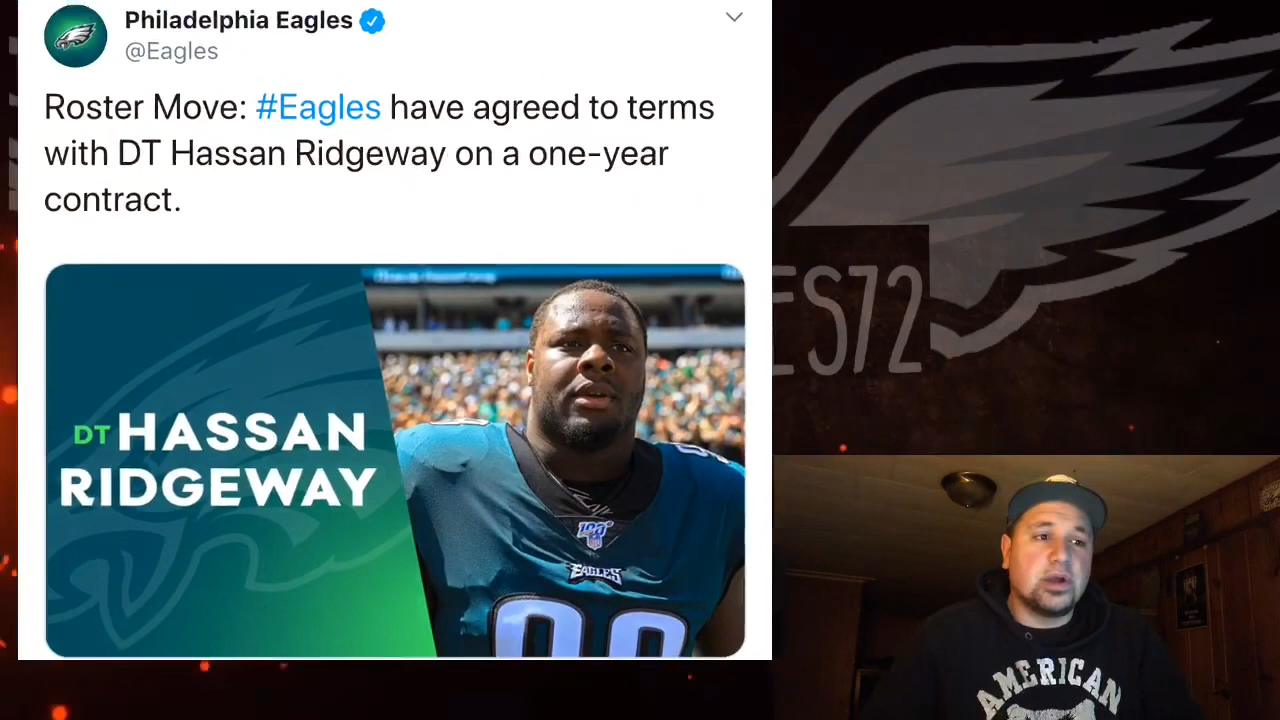 Philadelphia Eagles
@Eagles
Roster Move: #Eagles have agreed to terms
with DT Hassan Ridgeway on a one-year
contract.
DT HASSAN
RIDGEWAY
100
EAGLES
ES72
AMERICAN